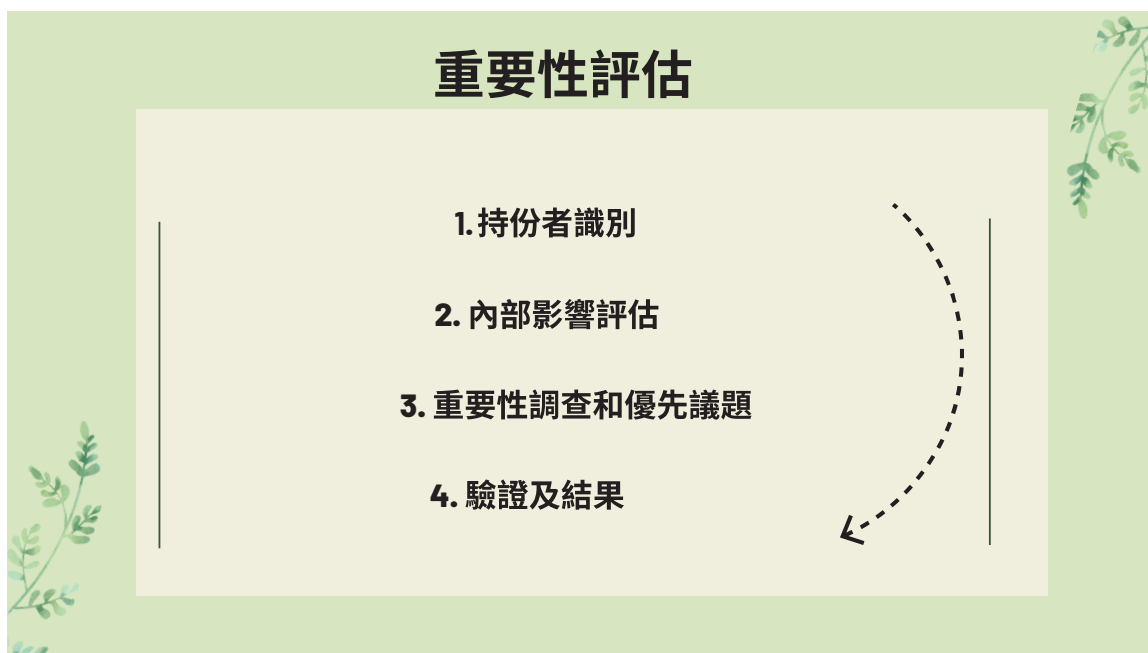 重要性評估
1. 持份者識別
2. 內部影響評估
3. 重要性調查和優先議題
4. 驗證及結果